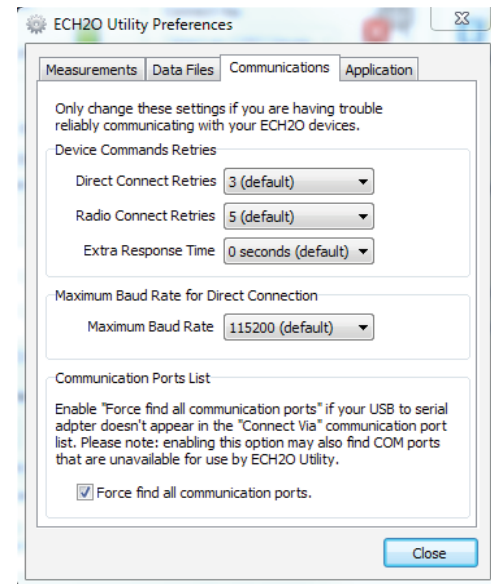 ECH2O Utility Preferences
Measurements Data Files Communications Application
Only change these settings if you are having trouble
reliably communicating with your ECH2O devices.
Device Commands Retries
Direct Connect Retries 3 (default)
Radio Connect Retries 5 (default)
Extra Response Time 0 seconds (default)
Maximum Baud Rate for Direct Connection
Maximum Baud Rate 115200 (default)
Communication Ports List
Enable "Force find all communication ports" if your USB to serial
adpter doesn't appear in the "Connect Via" communication port
list. Please note: enabling this option may also find COM ports
that are unavailable for use by ECH2O Utility.
Force find all communication ports.
Close